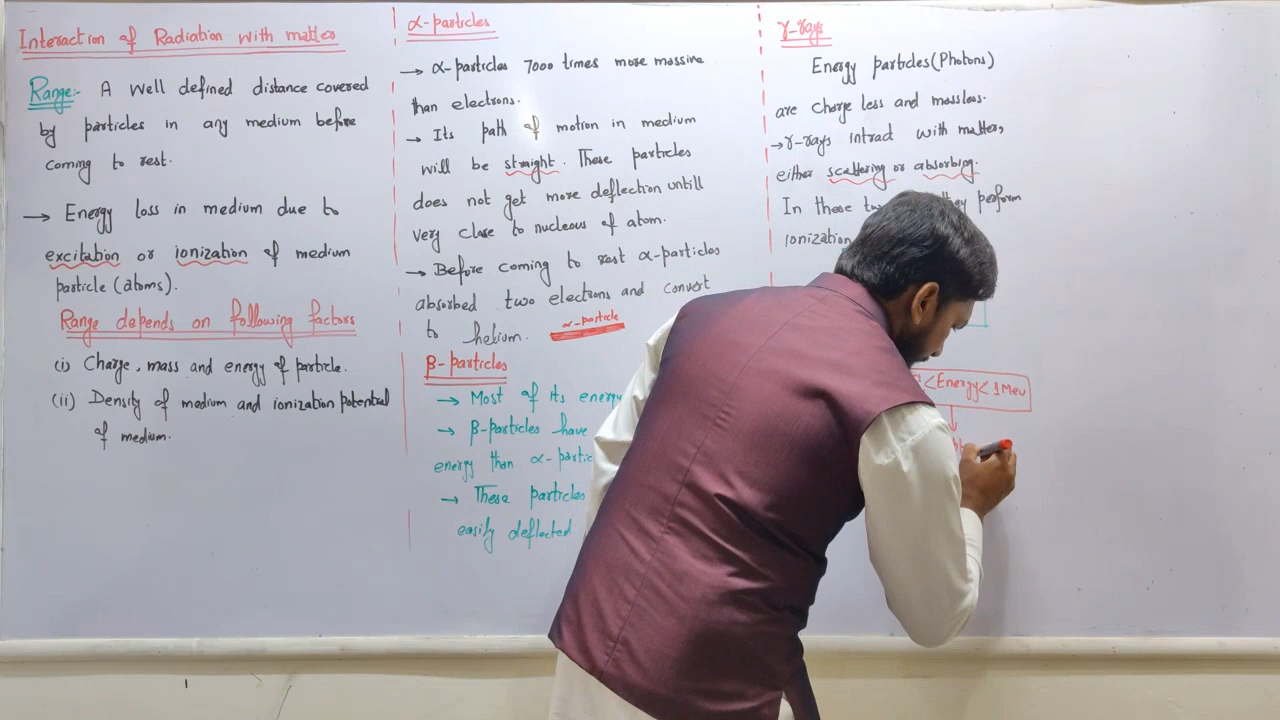 Interaction of Radiation with matter
Range:- A well defined distance covered
by particles in any medium before
coming to rest.
→ Energy loss in medium due to
excitation or ionization of medium
particle (atoms).
Range depends on following factors
(i) Charge, mass and energy of particle.
(ii) Density of medium and ionization potential
of medium.
α-particles
→ α-particles 7000 times more massive
than electrons.
→ Its path of motion in medium
will be straight. These particles
does not get more deflection untill
very close to nucleous of atom.
→ Before coming to rest α-particles
absorbed two electrons and convert
to helium. α-particle
β-particles
→ Most of its energy
→ β-particles have
energy than α-partic
→ These particles
easily deflected
γ-rays
Energy particles(Photons)
are charge less and massless.
→ γ-rays intract with matter,
either scattering or absorbing.
In these they perform
ionization
<Energy< 1Mev